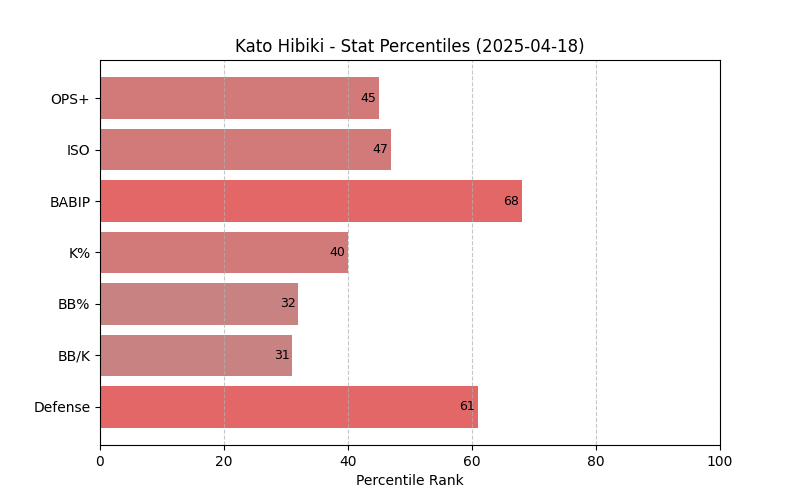 Kato Hibiki - Stat Percentiles (2025-04-18)
OPS+ 45
ISO 47
BABIP 68
K% 40
BB% 32
BB/K 31
Defense 61
0 20 40 60 80 100
Percentile Rank